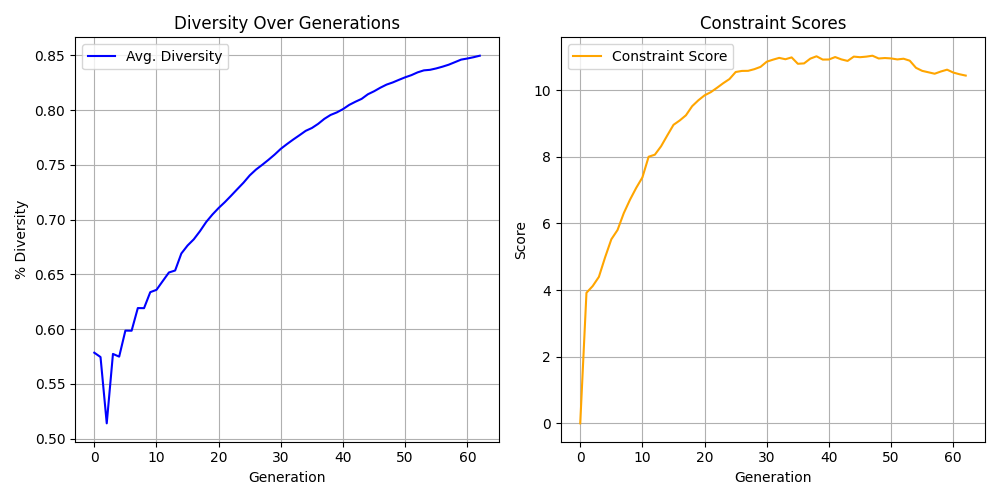 Diversity Over Generations
Avg. Diversity
% Diversity
0.85
0.80
0.75
0.70
0.65
0.60
0.55
0.50
0 10 20 30 40 50 60
Generation
Constraint Scores
Constraint Score
Score
10
8
6
4
2
0
0 10 20 30 40 50 60
Generation